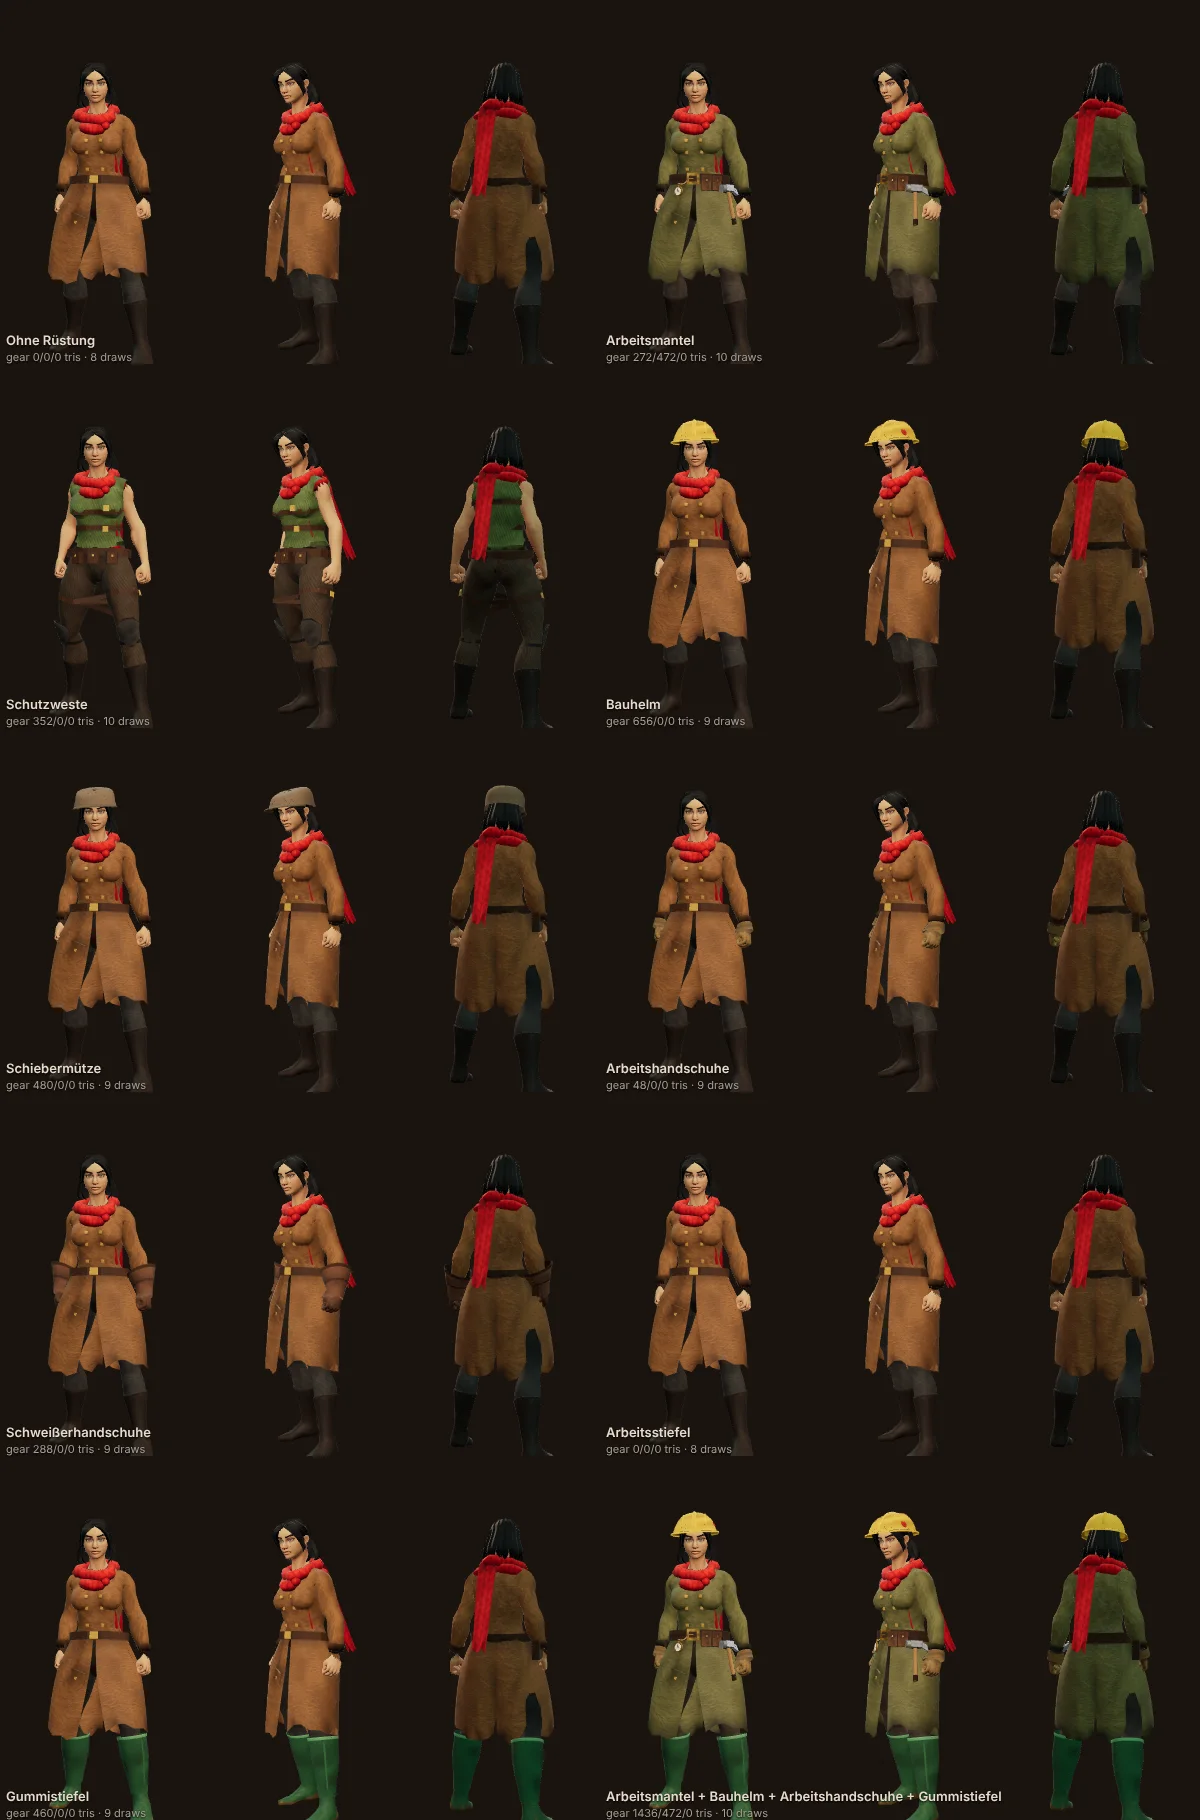 Ohne Rüstung
gear 0/0/0 tris · 8 draws
Arbeitsmantel
gear 272/472/0 tris · 10 draws
Schutzweste
gear 352/0/0 tris · 10 draws
Bauhelm
gear 656/0/0 tris · 9 draws
Schiebermütze
gear 480/0/0 tris · 9 draws
Arbeitshandschuhe
gear 48/0/0 tris · 9 draws
Schweißerhandschuhe
gear 288/0/0 tris · 9 draws
Arbeitsstiefel
gear 0/0/0 tris · 8 draws
Gummistiefel
gear 460/0/0 tris · 9 draws
Arbeitsmantel + Bauhelm + Arbeitshandschuhe + Gummistiefel
gear 1436/472/0 tris · 10 draws